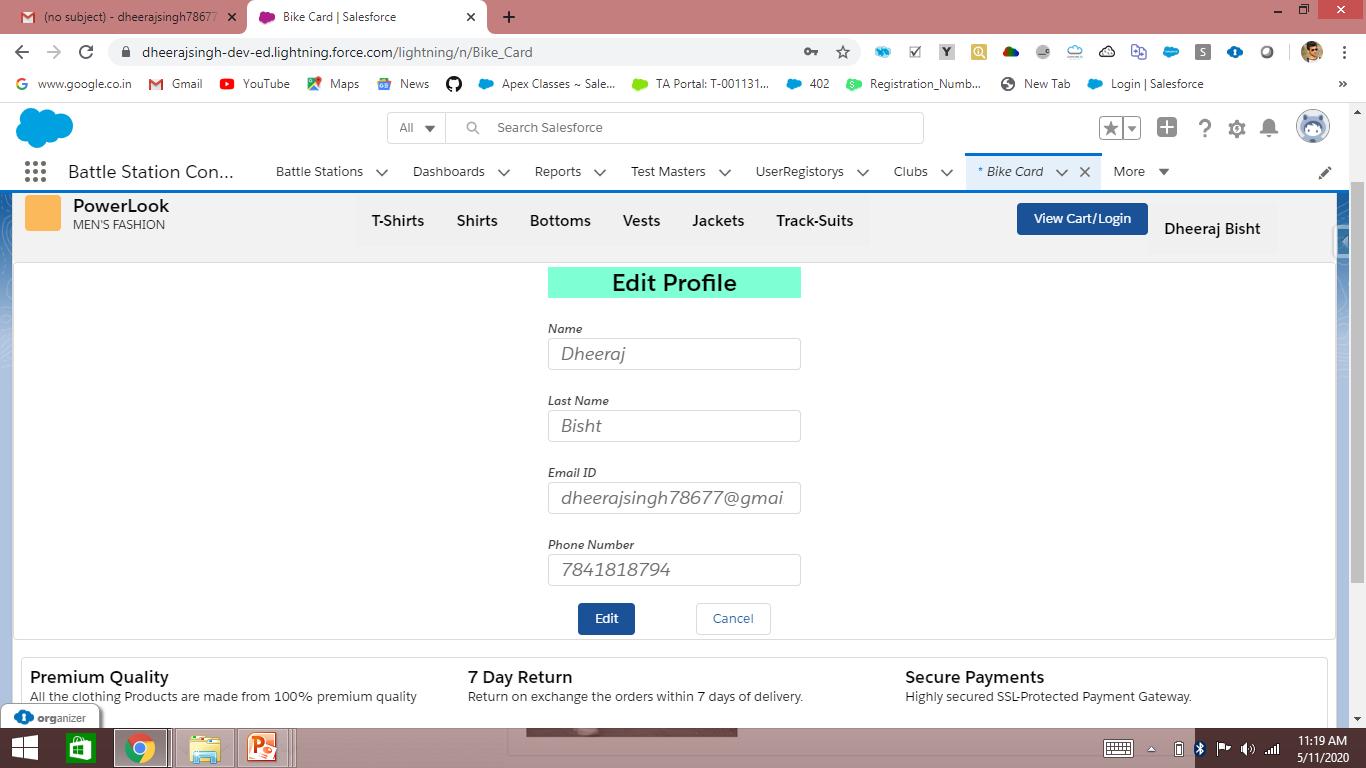 (no subject) - dheerajsingh78677
Bike Card | Salesforce
dheerajsingh-dev-ed.lightning.force.com/lightning/n/Bike_Card
www.google.co.in Gmail YouTube Maps News Apex Classes ~ Sale... TA Portal: T-001131... 402 Registration_Numb... New Tab Login | Salesforce »
All Search Salesforce
Battle Station Con... Battle Stations Dashboards Reports Test Masters UserRegistorys Clubs * Bike Card More
PowerLook
MEN'S FASHION
T-Shirts Shirts Bottoms Vests Jackets Track-Suits
View Cart/Login
Dheeraj Bisht
Edit Profile
Name
Dheeraj
Last Name
Bisht
Email ID
dheerajsingh78677@gmai
Phone Number
7841818794
Edit Cancel
Premium Quality
All the clothing Products are made from 100% premium quality
7 Day Return
Return on exchange the orders within 7 days of delivery.
Secure Payments
Highly secured SSL-Protected Payment Gateway.
organizer
11:19 AM
5/11/2020